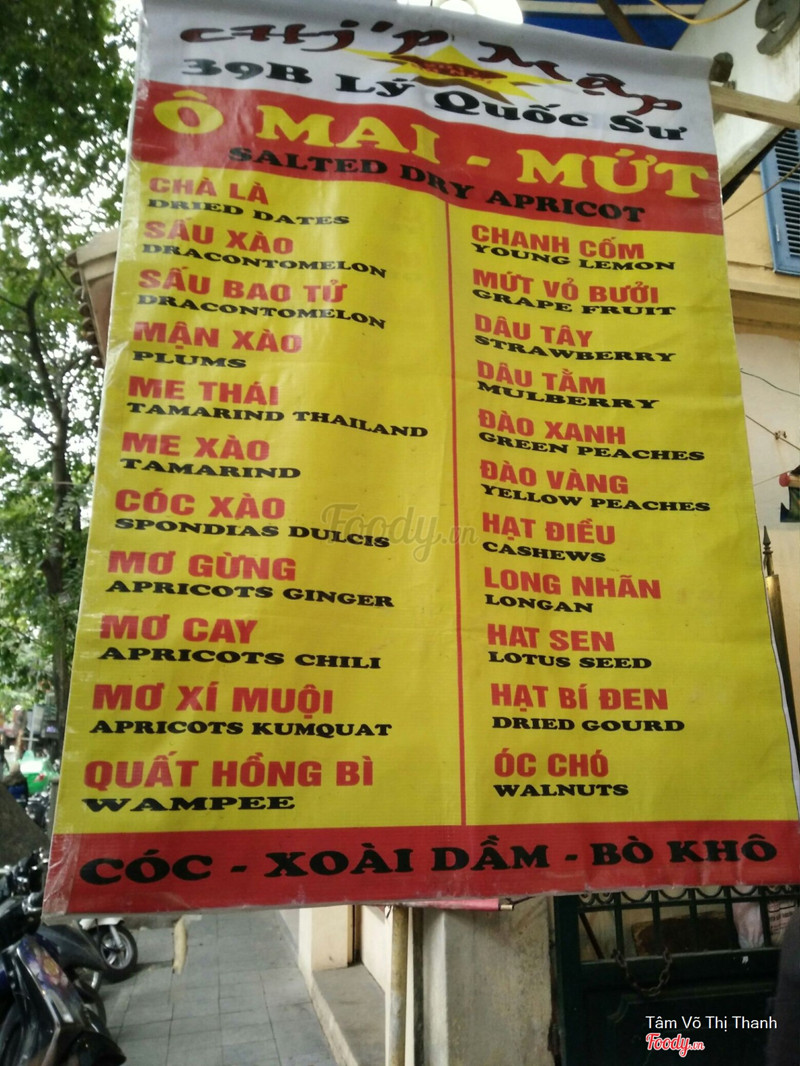 CHị P MẬP
39B LÝ QUỐC SƯ
Ô MAI - MỨT
SALTED DRY APRICOT
CHÀ LÀ
DRIED DATES
SẤU XÀO
DRACONTOMELON
SẤU BAO TỬ
DRACONTOMELON
MẬN XÀO
PLUMS
ME THÁI
TAMARIND THAILAND
ME XÀO
TAMARIND
CÓC XÀO
SPONDIAS DULCIS
MƠ GỪNG
APRICOTS GINGER
MƠ CAY
APRICOTS CHILI
MƠ XÍ MUỘI
APRICOTS KUMQUAT
QUẤT HỒNG BÌ
WAMPEE
CHANH CỐM
YOUNG LEMON
MỨT VỎ BƯỞI
GRAPE FRUIT
DÂU TÂY
STRAWBERRY
DÂU TẰM
MULBERRY
ĐÀO XANH
GREEN PEACHES
ĐÀO VÀNG
YELLOW PEACHES
HẠT ĐIỀU
CASHEWS
LONG NHÃN
LONGAN
HAT SEN
LOTUS SEED
HẠT BÍ ĐEN
DRIED GOURD
ÓC CHÓ
WALNUTS
CÓC - XOÀI DẦM - BÒ KHÔ
Foody.vn
Tâm Võ Thị Thanh
Foody.vn